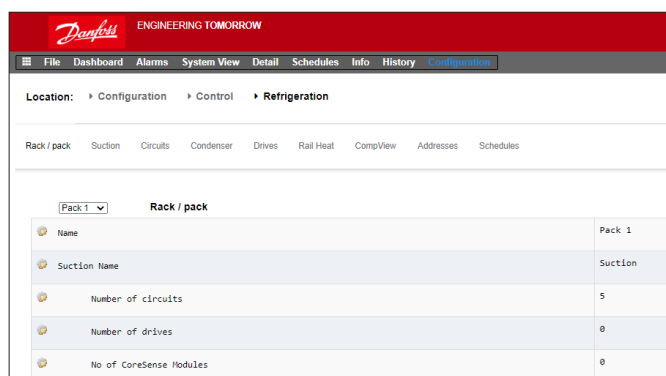 Danfoss ENGINEERING TOMORROW
File Dashboard Alarms System View Detail Schedules Info History Configuration
Location: Configuration Control Refrigeration
Rack / pack Suction Circuits Condenser Drives Rail Heat CompView Addresses Schedules
Pack 1 Rack / pack
Name Pack 1
Suction Name Suction
Number of circuits 5
Number of drives 0
No of CoreSense Modules 0